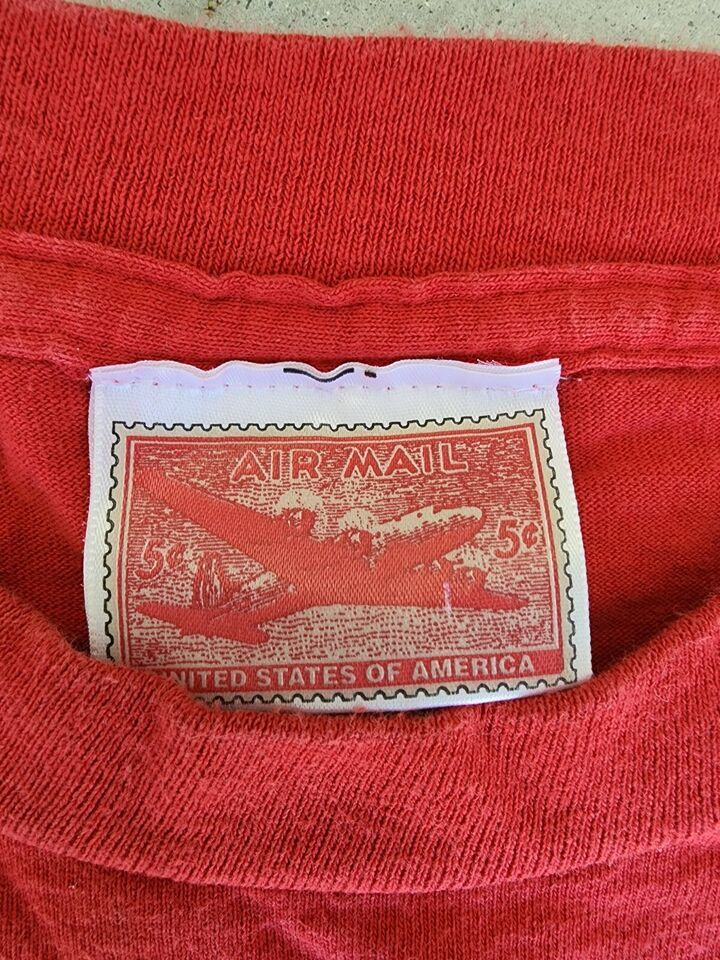 AIR MAIL
5¢ 5¢
UNITED STATES OF AMERICA